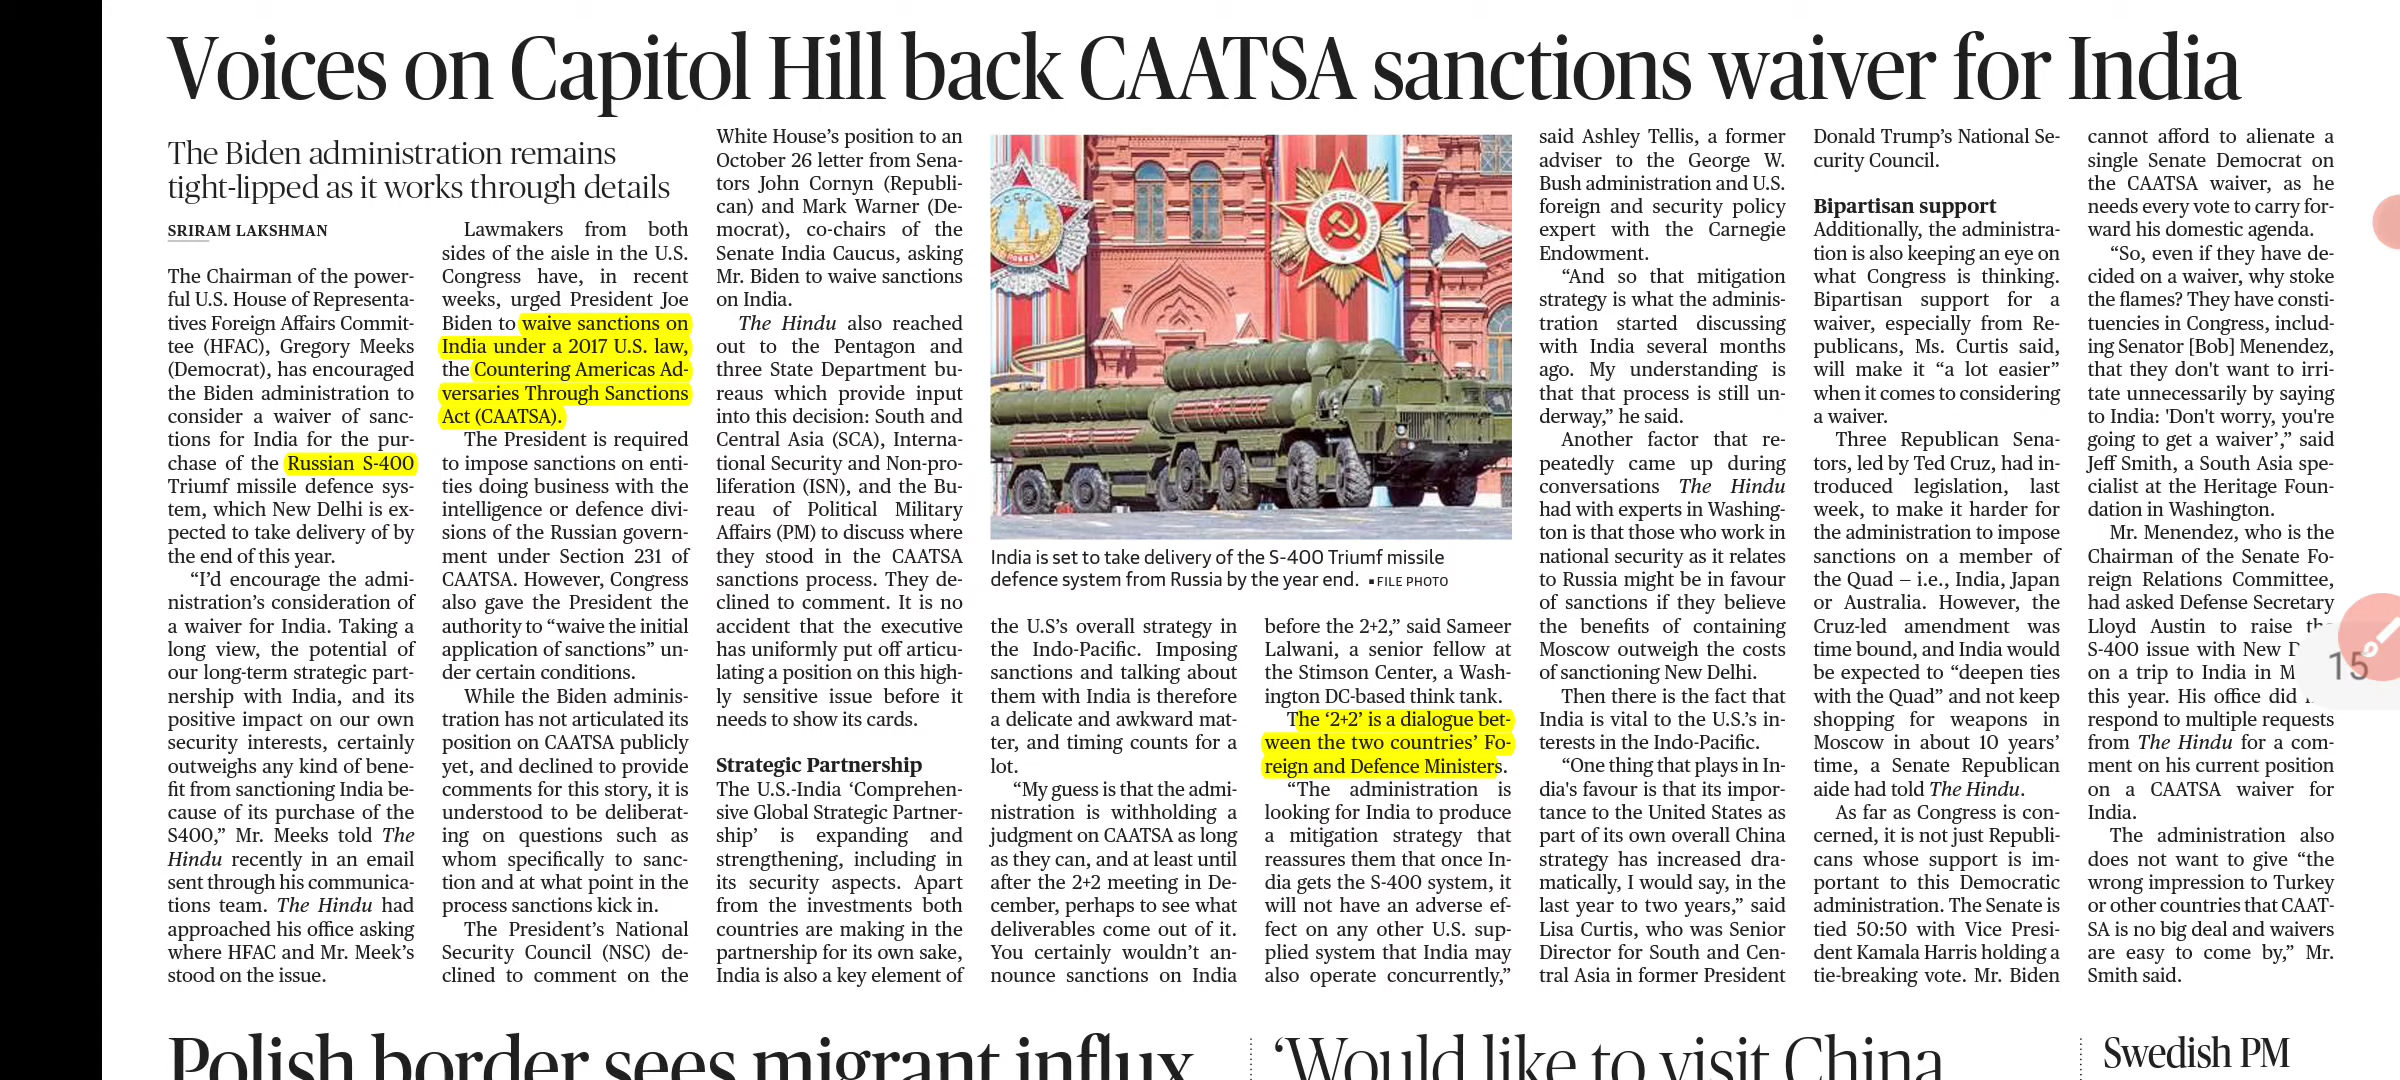 Voices on Capitol Hill back CAATSA sanctions waiver for India
The Biden administration remains
tight-lipped as it works through details
SRIRAM LAKSHMAN
The Chairman of the power-
ful U.S. House of Representa-
tives Foreign Affairs Commit-
tee (HFAC), Gregory Meeks
(Democrat), has encouraged
the Biden administration to
consider a waiver of sanc-
tions for India for the pur-
chase of the Russian S-400
Triumf missile defence sys-
tem, which New Delhi is ex-
pected to take delivery of by
the end of this year.
“I’d encourage the admi-
nistration’s consideration of
a waiver for India. Taking a
long view, the potential of
our long-term strategic part-
nership with India, and its
positive impact on our own
security interests, certainly
outweighs any kind of bene-
fit from sanctioning India be-
cause of its purchase of the
S400,” Mr. Meeks told The
Hindu recently in an email
sent through his communica-
tions team. The Hindu had
approached his office asking
where HFAC and Mr. Meek’s
stood on the issue.
Lawmakers from both
sides of the aisle in the U.S.
Congress have, in recent
weeks, urged President Joe
Biden to waive sanctions on
India under a 2017 U.S. law,
the Countering Americas Ad-
versaries Through Sanctions
Act (CAATSA).
The President is required
to impose sanctions on enti-
ties doing business with the
intelligence or defence divi-
sions of the Russian govern-
ment under Section 231 of
CAATSA. However, Congress
also gave the President the
authority to “waive the initial
application of sanctions” un-
der certain conditions.
While the Biden adminis-
tration has not articulated its
position on CAATSA publicly
yet, and declined to provide
comments for this story, it is
understood to be deliberat-
ing on questions such as
whom specifically to sanc-
tion and at what point in the
process sanctions kick in.
The President’s National
Security Council (NSC) de-
clined to comment on the
White House’s position to an
October 26 letter from Sena-
tors John Cornyn (Republi-
can) and Mark Warner (De-
mocrat), co-chairs of the
Senate India Caucus, asking
Mr. Biden to waive sanctions
on India.
The Hindu also reached
out to the Pentagon and
three State Department bu-
reaus which provide input
into this decision: South and
Central Asia (SCA), Interna-
tional Security and Non-pro-
liferation (ISN), and the Bu-
reau of Political Military
Affairs (PM) to discuss where
they stood in the CAATSA
sanctions process. They de-
clined to comment. It is no
accident that the executive
has uniformly put off articu-
lating a position on this high-
ly sensitive issue before it
needs to show its cards.
Strategic Partnership
The U.S.-India ‘Comprehen-
sive Global Strategic Partner-
ship’ is expanding and
strengthening, including in
its security aspects. Apart
from the investments both
countries are making in the
partnership for its own sake,
India is also a key element of
India is set to take delivery of the S-400 Triumf missile
defence system from Russia by the year end. ▪FILE PHOTO
the U.S’s overall strategy in
the Indo-Pacific. Imposing
sanctions and talking about
them with India is therefore
a delicate and awkward mat-
ter, and timing counts for a
lot.
“My guess is that the admi-
nistration is withholding a
judgment on CAATSA as long
as they can, and at least until
after the 2+2 meeting in De-
cember, perhaps to see what
deliverables come out of it.
You certainly wouldn’t an-
nounce sanctions on India
before the 2+2,” said Sameer
Lalwani, a senior fellow at
the Stimson Center, a Wash-
ington DC-based think tank.
The ‘2+2’ is a dialogue bet-
ween the two countries’ Fo-
reign and Defence Ministers.
“The administration is
looking for India to produce
a mitigation strategy that
reassures them that once In-
dia gets the S-400 system, it
will not have an adverse ef-
fect on any other U.S. sup-
plied system that India may
also operate concurrently,”
said Ashley Tellis, a former
adviser to the George W.
Bush administration and U.S.
foreign and security policy
expert with the Carnegie
Endowment.
“And so that mitigation
strategy is what the adminis-
tration started discussing
with India several months
ago. My understanding is
that that process is still un-
derway,” he said.
Another factor that re-
peatedly came up during
conversations The Hindu
had with experts in Washing-
ton is that those who work in
national security as it relates
to Russia might be in favour
of sanctions if they believe
the benefits of containing
Moscow outweigh the costs
of sanctioning New Delhi.
Then there is the fact that
India is vital to the U.S.’s in-
terests in the Indo-Pacific.
“One thing that plays in In-
dia's favour is that its impor-
tance to the United States as
part of its own overall China
strategy has increased dra-
matically, I would say, in the
last year to two years,” said
Lisa Curtis, who was Senior
Director for South and Cen-
tral Asia in former President
Donald Trump’s National Se-
curity Council.
Bipartisan support
Additionally, the administra-
tion is also keeping an eye on
what Congress is thinking.
Bipartisan support for a
waiver, especially from Re-
publicans, Ms. Curtis said,
will make it “a lot easier”
when it comes to considering
a waiver.
Three Republican Sena-
tors, led by Ted Cruz, had in-
troduced legislation, last
week, to make it harder for
the administration to impose
sanctions on a member of
the Quad – i.e., India, Japan
or Australia. However, the
Cruz-led amendment was
time bound, and India would
be expected to “deepen ties
with the Quad” and not keep
shopping for weapons in
Moscow in about 10 years’
time, a Senate Republican
aide had told The Hindu.
As far as Congress is con-
cerned, it is not just Republi-
cans whose support is im-
portant to this Democratic
administration. The Senate is
tied 50:50 with Vice Presi-
dent Kamala Harris holding a
tie-breaking vote. Mr. Biden
cannot afford to alienate a
single Senate Democrat on
the CAATSA waiver, as he
needs every vote to carry for-
ward his domestic agenda.
“So, even if they have de-
cided on a waiver, why stoke
the flames? They have consti-
tuencies in Congress, includ-
ing Senator [Bob] Menendez,
that they don't want to irri-
tate unnecessarily by saying
to India: 'Don't worry, you're
going to get a waiver’,” said
Jeff Smith, a South Asia spe-
cialist at the Heritage Foun-
dation in Washington.
Mr. Menendez, who is the
Chairman of the Senate Fo-
reign Relations Committee,
had asked Defense Secretary
Lloyd Austin to raise the
S-400 issue with New
on a trip to India in
this year. His office did
respond to multiple requests
from The Hindu for a com-
ment on his current position
on a CAATSA waiver for
India.
The administration also
does not want to give “the
wrong impression to Turkey
or other countries that CAAT-
SA is no big deal and waivers
are easy to come by,” Mr.
Smith said.
15
Polish border sees migrant influx
‘Would like to visit China
Swedish PM